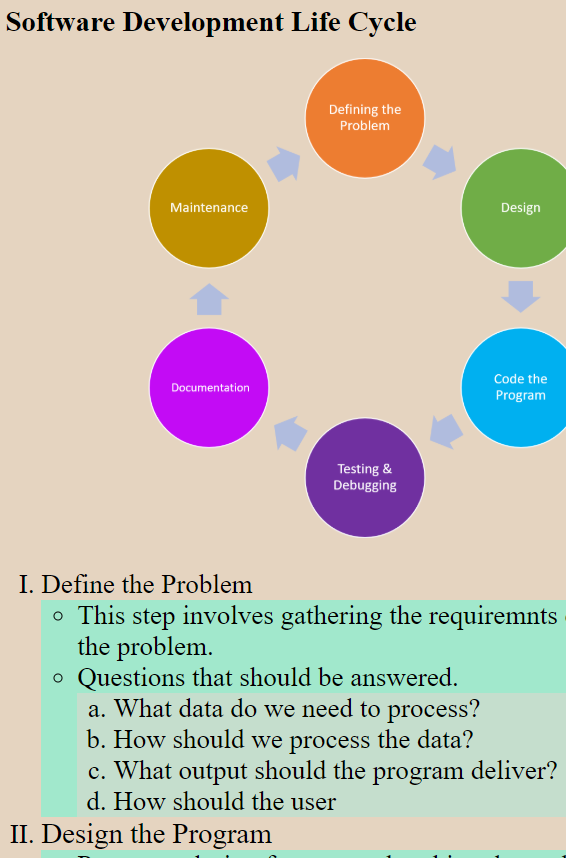 Software Development Life Cycle
Defining the
Problem
Maintenance
Design
Documentation
Code the
Program
Testing &
Debugging
I. Define the Problem
○ This step involves gathering the requiremnts
the problem.
○ Questions that should be answered.
a. What data do we need to process?
b. How should we process the data?
c. What output should the program deliver?
d. How should the user
II. Design the Program